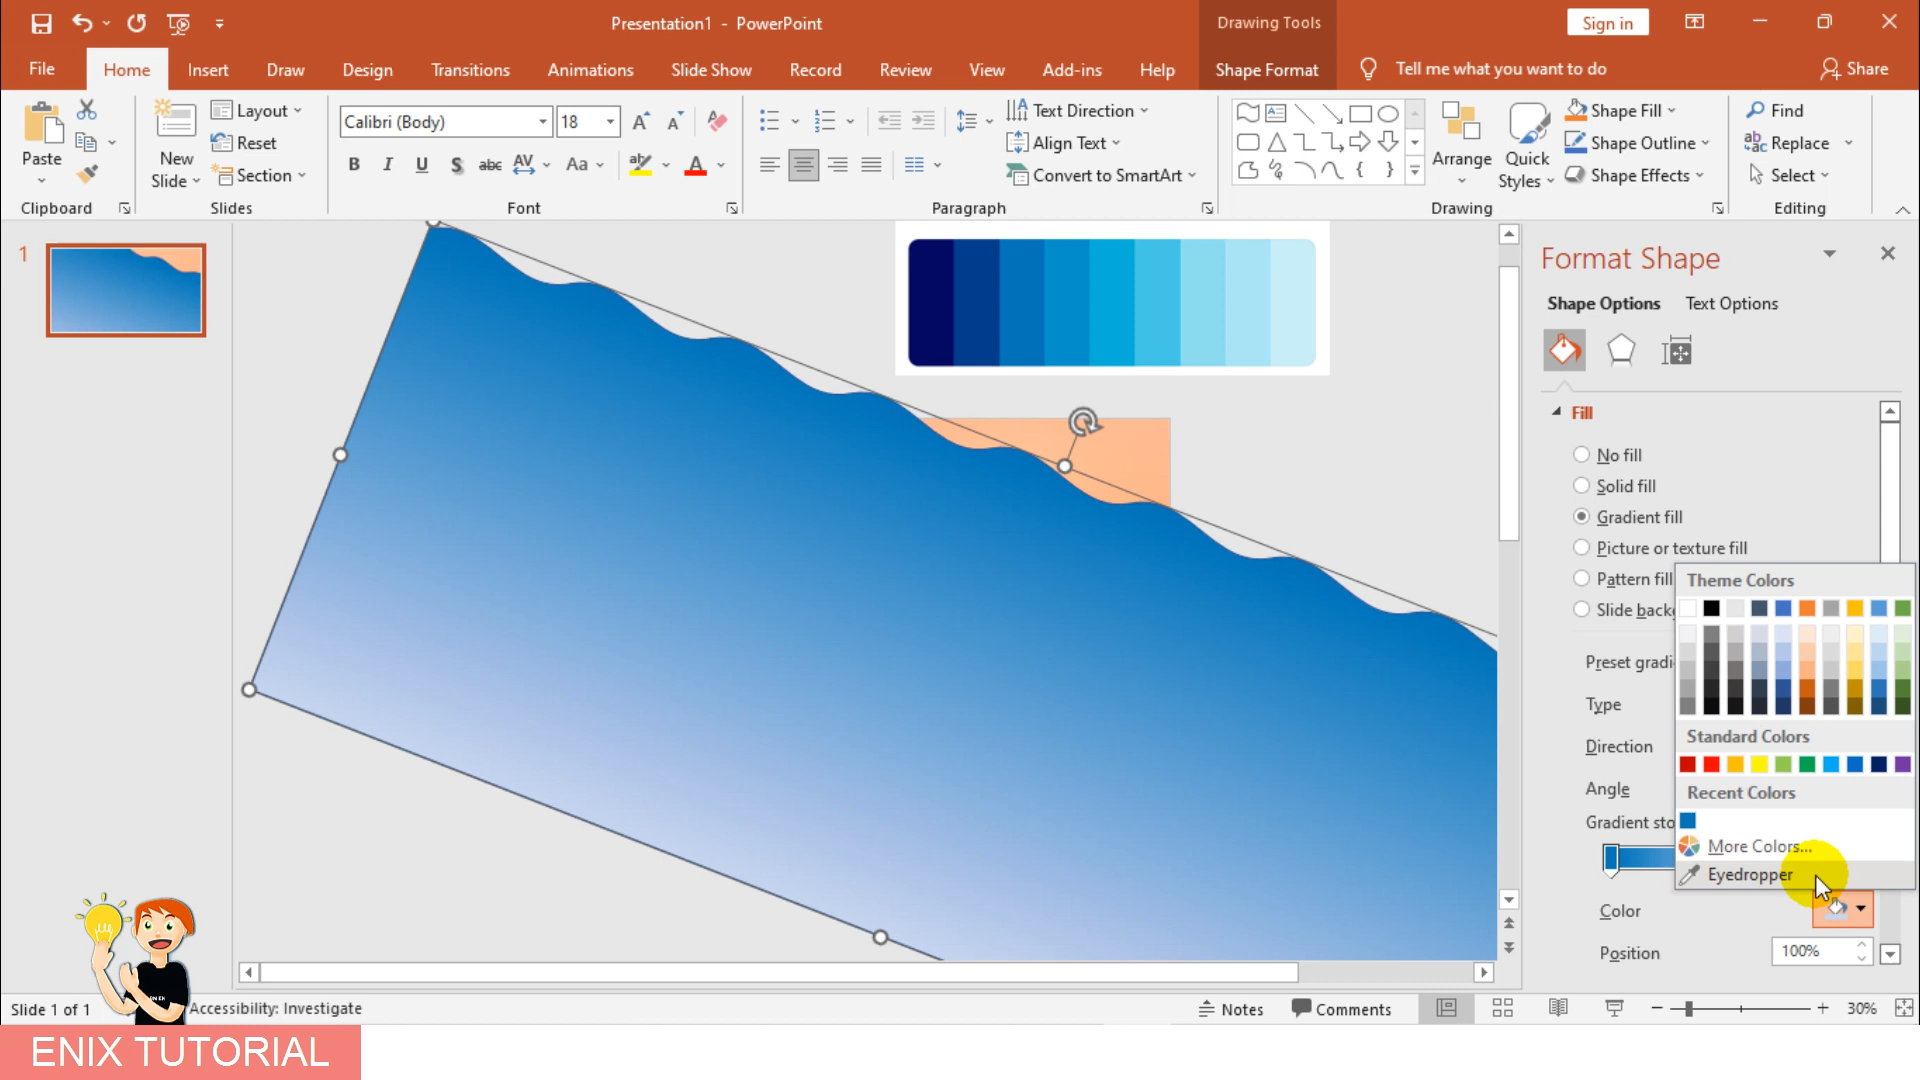 Presentation1 - PowerPoint
Drawing Tools
Sign in
File
Home
Insert
Draw
Design
Transitions
Animations
Slide Show
Record
Review
View
Add-ins
Help
Shape Format
Tell me what you want to do
Share
Paste
Clipboard
New
Slide
Layout
Reset
Section
Slides
Calibri (Body)
18
B I U S abc AV Aa A
Font
Text Direction
Align Text
Convert to SmartArt
Paragraph
Arrange
Quick
Styles
Shape Fill
Shape Outline
Shape Effects
Drawing
Find
Replace
Select
Editing
1
Format Shape
Shape Options
Text Options
Fill
No fill
Solid fill
Gradient fill
Picture or texture fill
Pattern fill
Slide backg
Preset gradi
Type
Direction
Angle
Gradient sto
Color
Position
100%
Theme Colors
Standard Colors
Recent Colors
More Colors...
Eyedropper
Slide 1 of 1
Accessibility: Investigate
Notes
Comments
30%
ENIX TUTORIAL